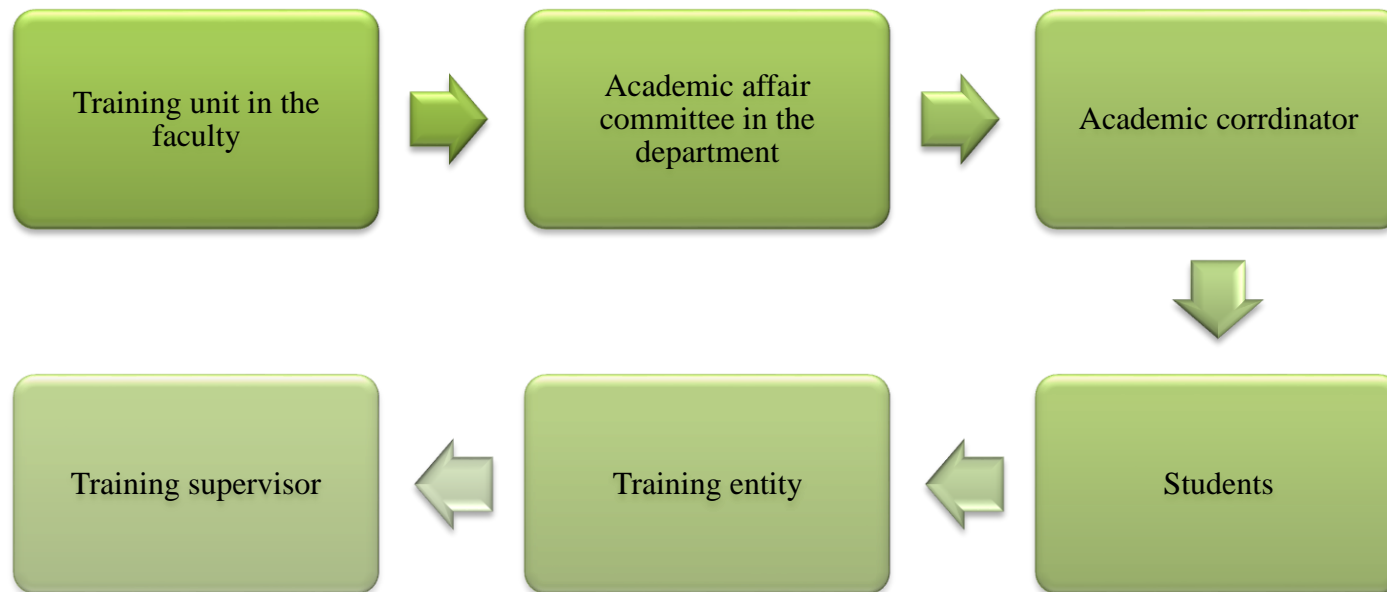 Training unit in the
faculty
Academic affair
committee in the
department
Academic corrdinator
Students
Training entity
Training supervisor